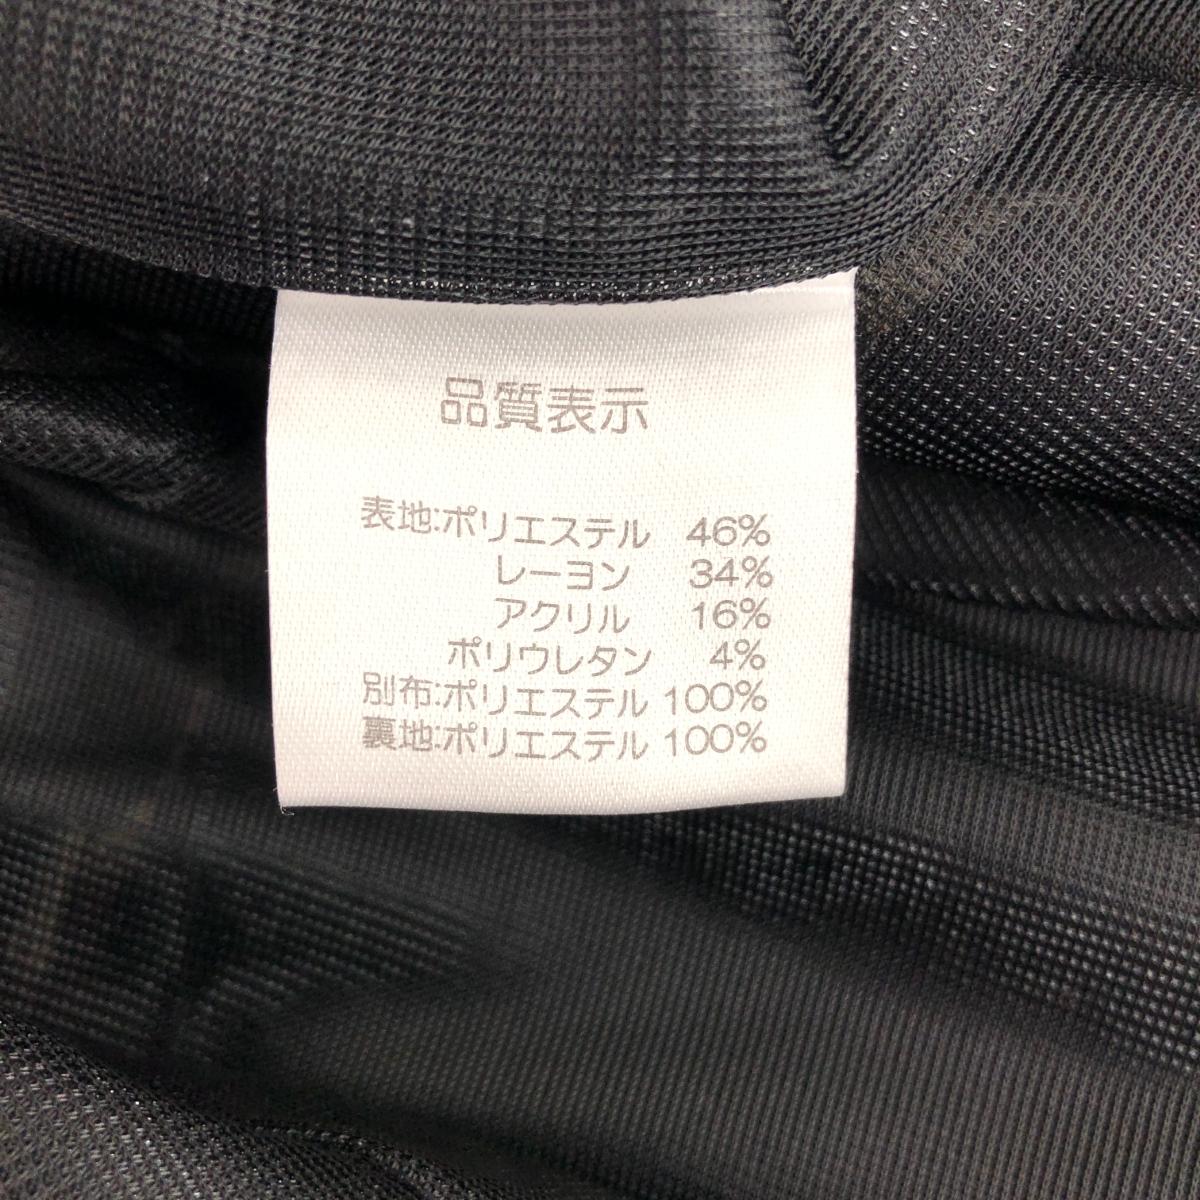 品質表示
表地:ポリエステル 46%
レーヨン 34%
アクリル 16%
ポリウレタン 4%
別布:ポリエステル 100%
裏地:ポリエステル 100%